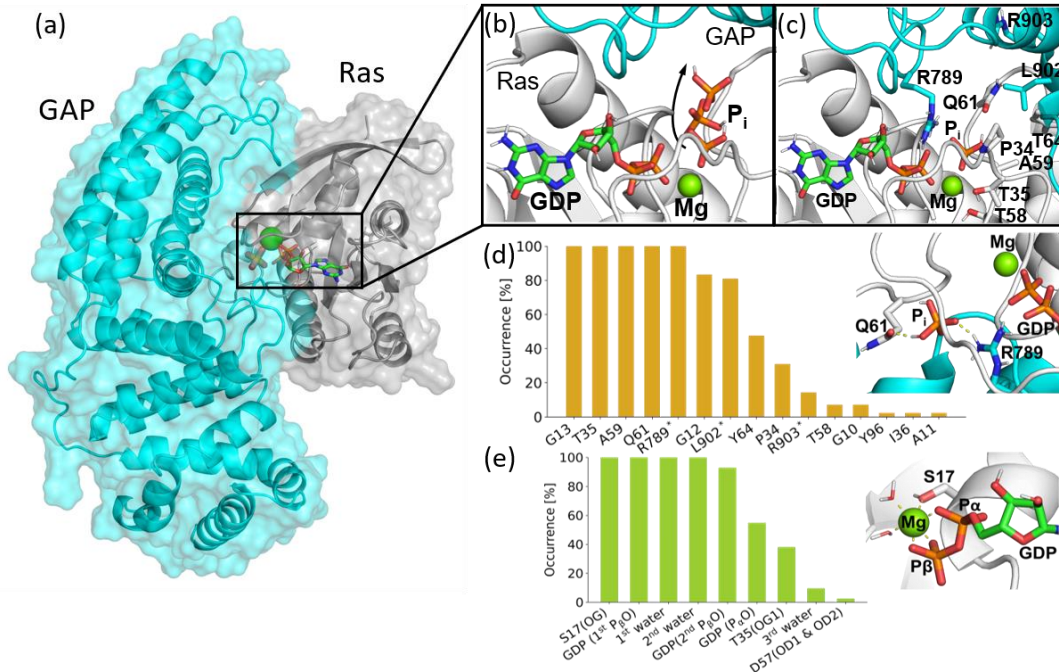 (a)
GAP
Ras
(b)
GAP
Ras
Pi
GDP
Mg
(c)
R903
L902
R789
Q61
Pi
T64
P34
A59
GDP
Mg
T35
T58
(d)
Occurrence [%]
100
80
60
40
20
0
G13 T35 A59 Q61 R789* G12 L902* Y64 P34 R903* T58 G10 Y96 I36 A11
Mg
Pi
Q61
GDP
R789
(e)
Occurrence [%]
100
80
60
40
20
0
S17(OG) GDP (1st PβO) 1st water 2nd water GDP(2nd PβO) GDP (PαO) T35(OG1) 3rd water D57(OD1 & OD2)
S17
Mg
Pα
Pβ
GDP